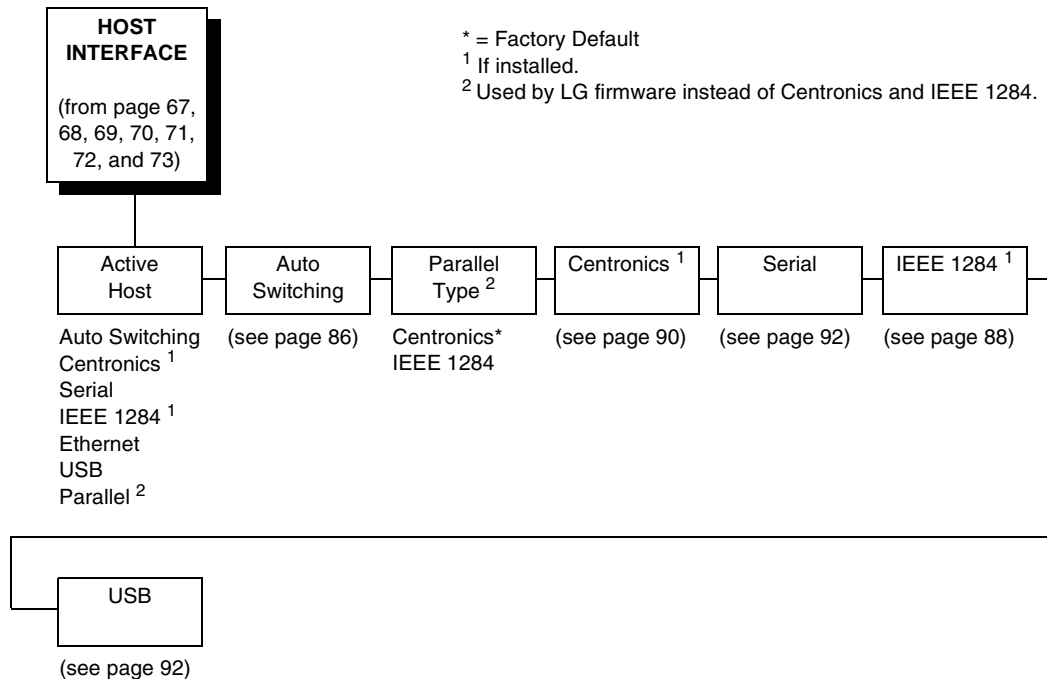 HOST
INTERFACE
(from page 67,
68, 69, 70, 71,
72, and 73)
* = Factory Default
1 If installed.
2 Used by LG firmware instead of Centronics and IEEE 1284.
Active
Host
Auto Switching
Centronics 1
Serial
IEEE 1284 1
Ethernet
USB
Parallel 2
Auto
Switching
(see page 86)
Parallel
Type 2
Centronics*
IEEE 1284
Centronics 1
(see page 90)
Serial
(see page 92)
IEEE 1284 1
(see page 88)
USB
(see page 92)